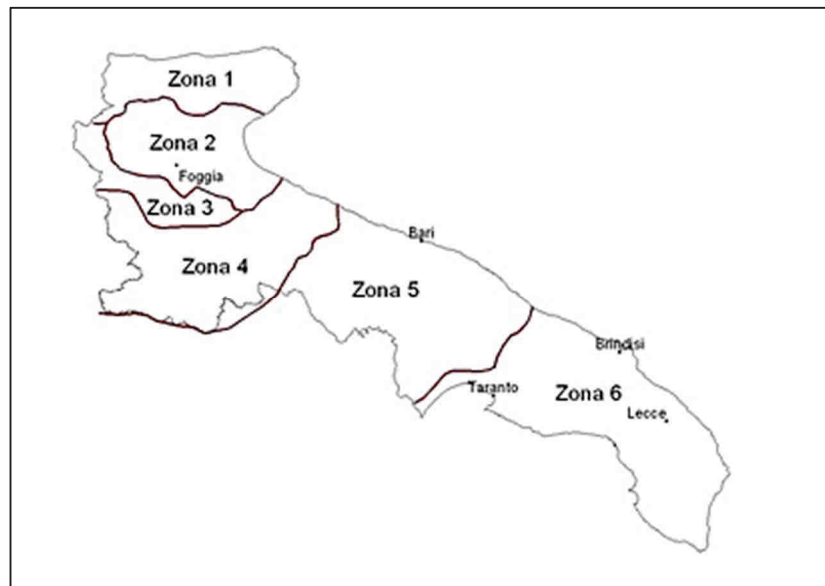 Zona 1
Zona 2
Foggia
Zona 3
Bari
Zona 4
Zona 5
Brindisi
Taranto
Zona 6
Lecce